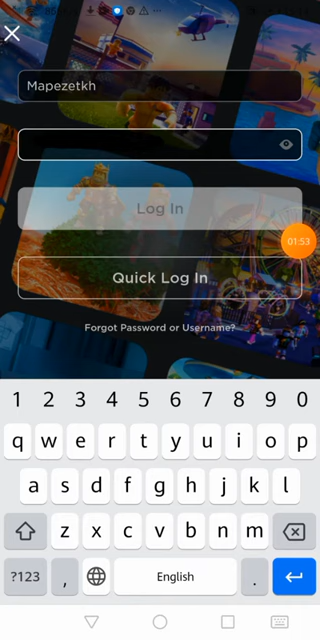 Mapezetkh
Log In
01:53
Quick Log In
Forgot Password or Username?
1 2 3 4 5 6 7 8 9 0
q w e r t y u i o p
a s d f g h j k l
z x c v b n m
?123 , English .